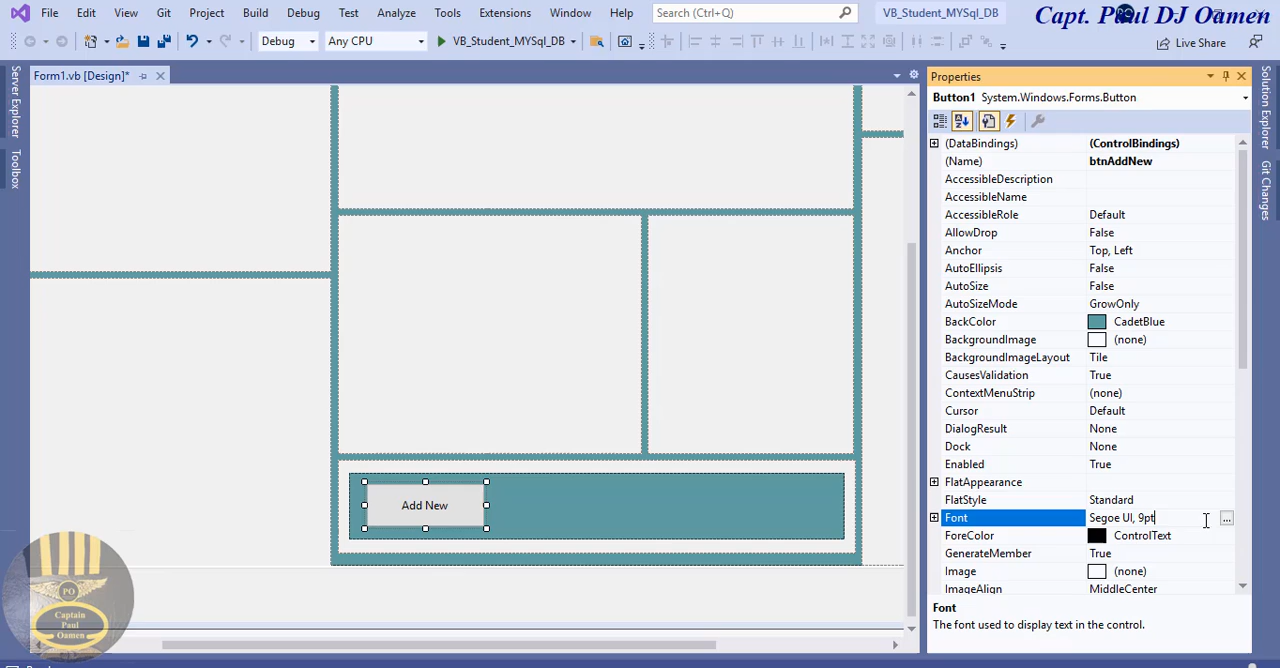 File Edit View Git Project Build Debug Test Analyze Tools Extensions Window Help Search (Ctrl+Q) VB_Student_MYSql_DB Capt. Paul DJ Oamen
Debug Any CPU VB_Student_MYSql_DB Live Share
Form1.vb [Design]*
Server Explorer
Toolbox
Add New
PO
Captain
Paul
Oamen
Properties
Button1 System.Windows.Forms.Button
(DataBindings) (ControlBindings)
(Name) btnAddNew
AccessibleDescription
AccessibleName
AccessibleRole Default
AllowDrop False
Anchor Top, Left
AutoEllipsis False
AutoSize False
AutoSizeMode GrowOnly
BackColor CadetBlue
BackgroundImage (none)
BackgroundImageLayout Tile
CausesValidation True
ContextMenuStrip (none)
Cursor Default
DialogResult None
Dock None
Enabled True
FlatAppearance
FlatStyle Standard
Font Segoe UI, 9pt ...
ForeColor ControlText
GenerateMember True
Image (none)
ImageAlign MiddleCenter
Font
The font used to display text in the control.
Solution Explorer
Git Changes